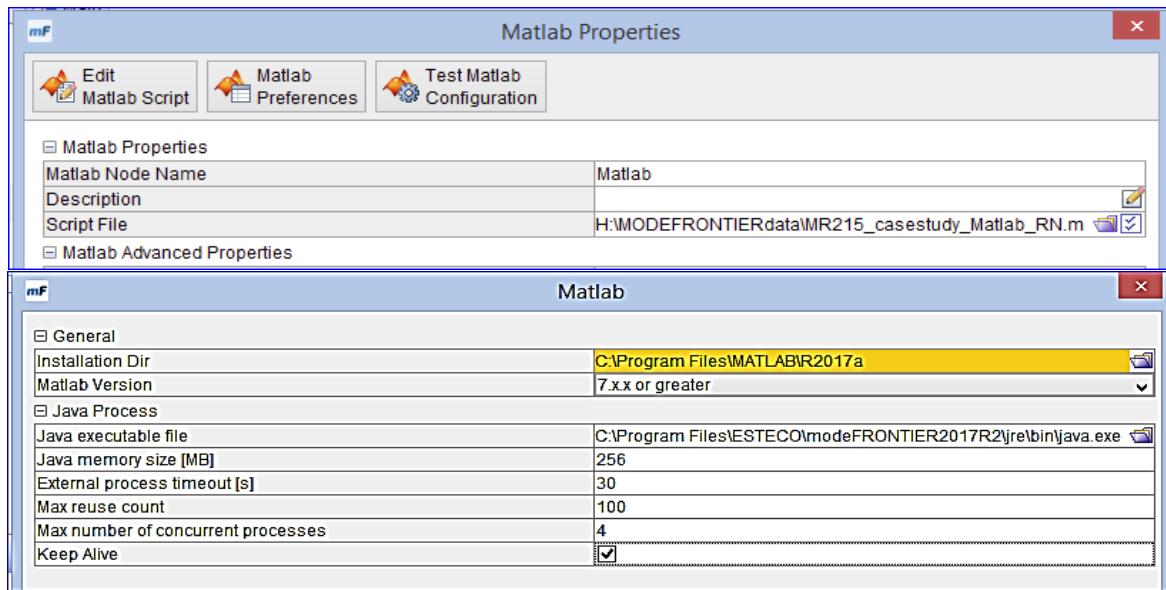 mF Matlab Properties
Edit Matlab Script
Matlab Preferences
Test Matlab Configuration
Matlab Properties
Matlab Node Name Matlab
Description
Script File H:\MODEFRONTIERdata\MR215_casestudy_Matlab_RN.m
Matlab Advanced Properties
mF Matlab
General
Installation Dir C:\Program Files\MATLAB\R2017a
Matlab Version 7.x.x or greater
Java Process
Java executable file C:\Program Files\ESTECO\modeFRONTIER2017R2\jre\bin\java.exe
Java memory size [MB] 256
External process timeout [s] 30
Max reuse count 100
Max number of concurrent processes 4
Keep Alive